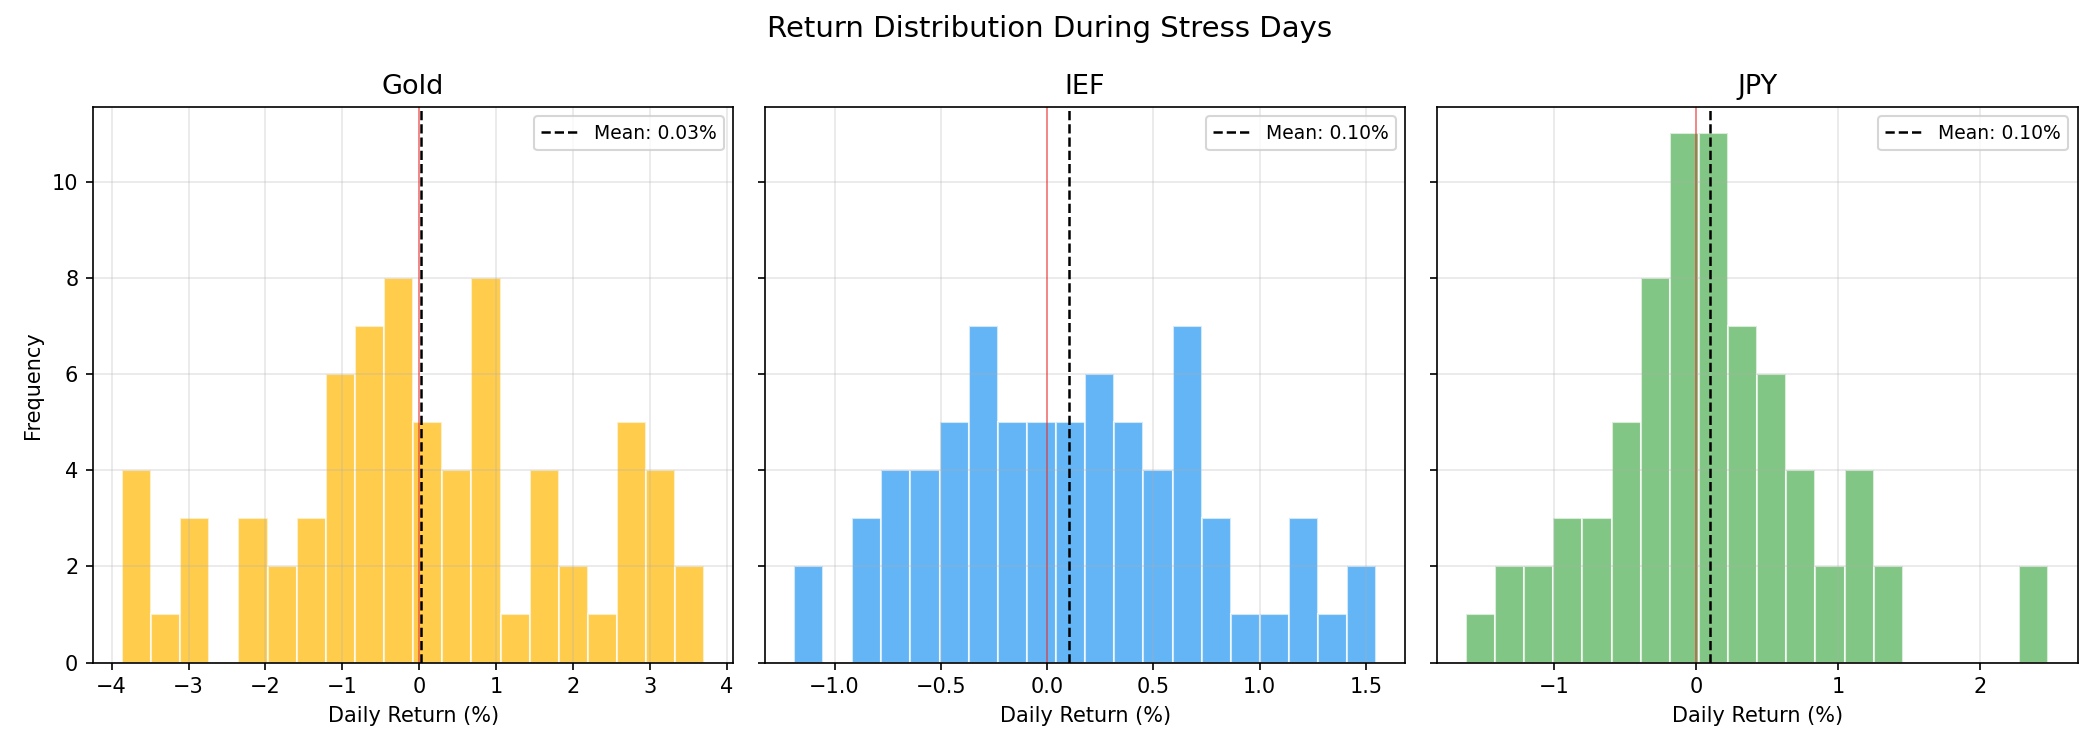 Return Distribution During Stress Days
Gold
IEF
JPY
Mean: 0.03%
Mean: 0.10%
Mean: 0.10%
Frequency
10
8
6
4
2
0
−4 −3 −2 −1 0 1 2 3 4
−1.0 −0.5 0.0 0.5 1.0 1.5
−1 0 1 2
Daily Return (%)
Daily Return (%)
Daily Return (%)